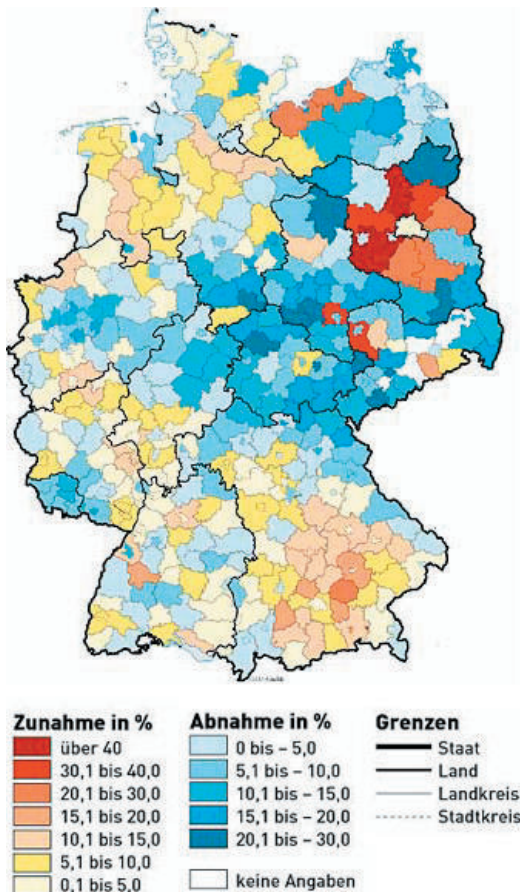 Zunahme in %
über 40
30,1 bis 40,0
20,1 bis 30,0
15,1 bis 20,0
10,1 bis 15,0
5,1 bis 10,0
0,1 bis 5,0
Abnahme in %
0 bis – 5,0
5,1 bis – 10,0
10,1 bis – 15,0
15,1 bis – 20,0
20,1 bis – 30,0
keine Angaben
Grenzen
Staat
Land
Landkreis
Stadtkreis